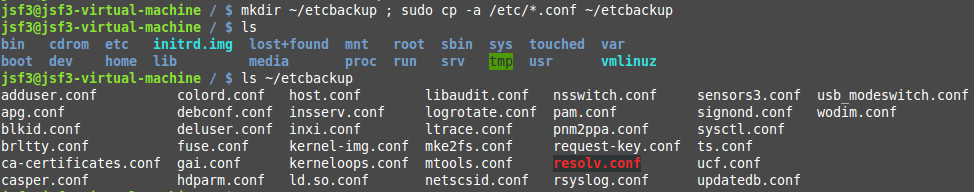 jsf3@jsf3-virtual-machine / $ mkdir ~/etcbackup ; sudo cp -a /etc/*.conf ~/etcbackup
jsf3@jsf3-virtual-machine / $ ls
bin cdrom etc initrd.img lost+found mnt root sbin sys touched var
boot dev home lib media proc run srv tmp usr vmlinuz
jsf3@jsf3-virtual-machine / $ ls ~/etcbackup
adduser.conf colord.conf host.conf libaudit.conf nsswitch.conf sensors3.conf usb_modeswitch.conf
apg.conf debconf.conf insserv.conf logrotate.conf pam.conf signond.conf wodim.conf
blkid.conf deluser.conf inxi.conf ltrace.conf pnm2ppa.conf sysctl.conf
brltty.conf fuse.conf kernel-img.conf mke2fs.conf request-key.conf ts.conf
ca-certificates.conf gai.conf kerneloops.conf mtools.conf resolv.conf ucf.conf
casper.conf hdparm.conf ld.so.conf netscsid.conf rsyslog.conf updatedb.conf